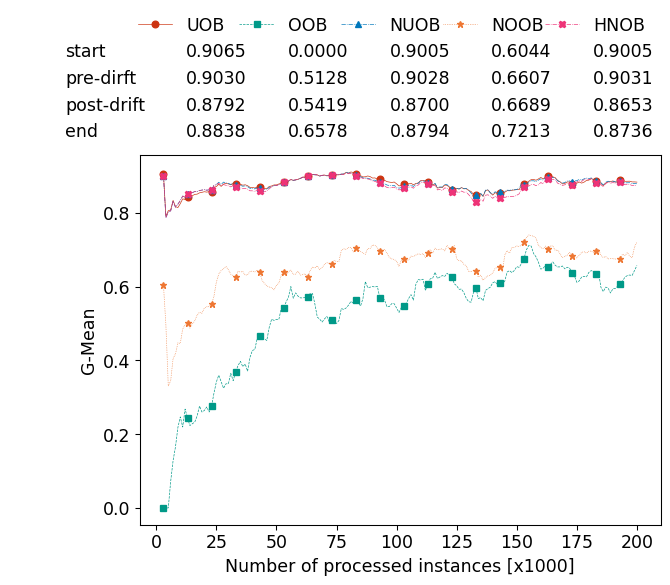 UOB OOB NUOB NOOB HNOB
start 0.9065 0.0000 0.9005 0.6044 0.9005
pre-dirft 0.9030 0.5128 0.9028 0.6607 0.9031
post-drift 0.8792 0.5419 0.8700 0.6689 0.8653
end 0.8838 0.6578 0.8794 0.7213 0.8736
0.8
0.6
0.4
0.2
0.0
G-Mean
0 25 50 75 100 125 150 175 200
Number of processed instances [x1000]